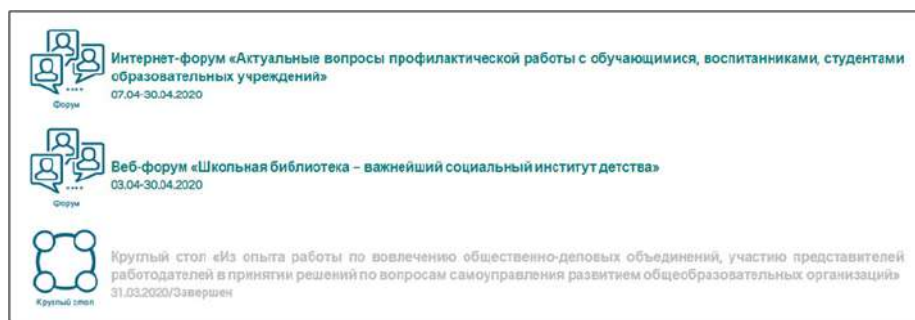 Интернет-форум «Актуальные вопросы профилактической работы с обучающимися, воспитанниками, студентами
образовательных учреждений»
07.04-30.04.2020
Форум
Веб-форум «Школьная библиотека – важнейший социальный институт детства»
03.04-30.04.2020
Форум
Круглый стол «Из опыта работы по вовлечению общественно-деловых объединений, участию представителей
работодателей в принятии решений по вопросам самоуправления развитием общеобразовательных организаций»
31.03.2020/Завершен
Круглый стол